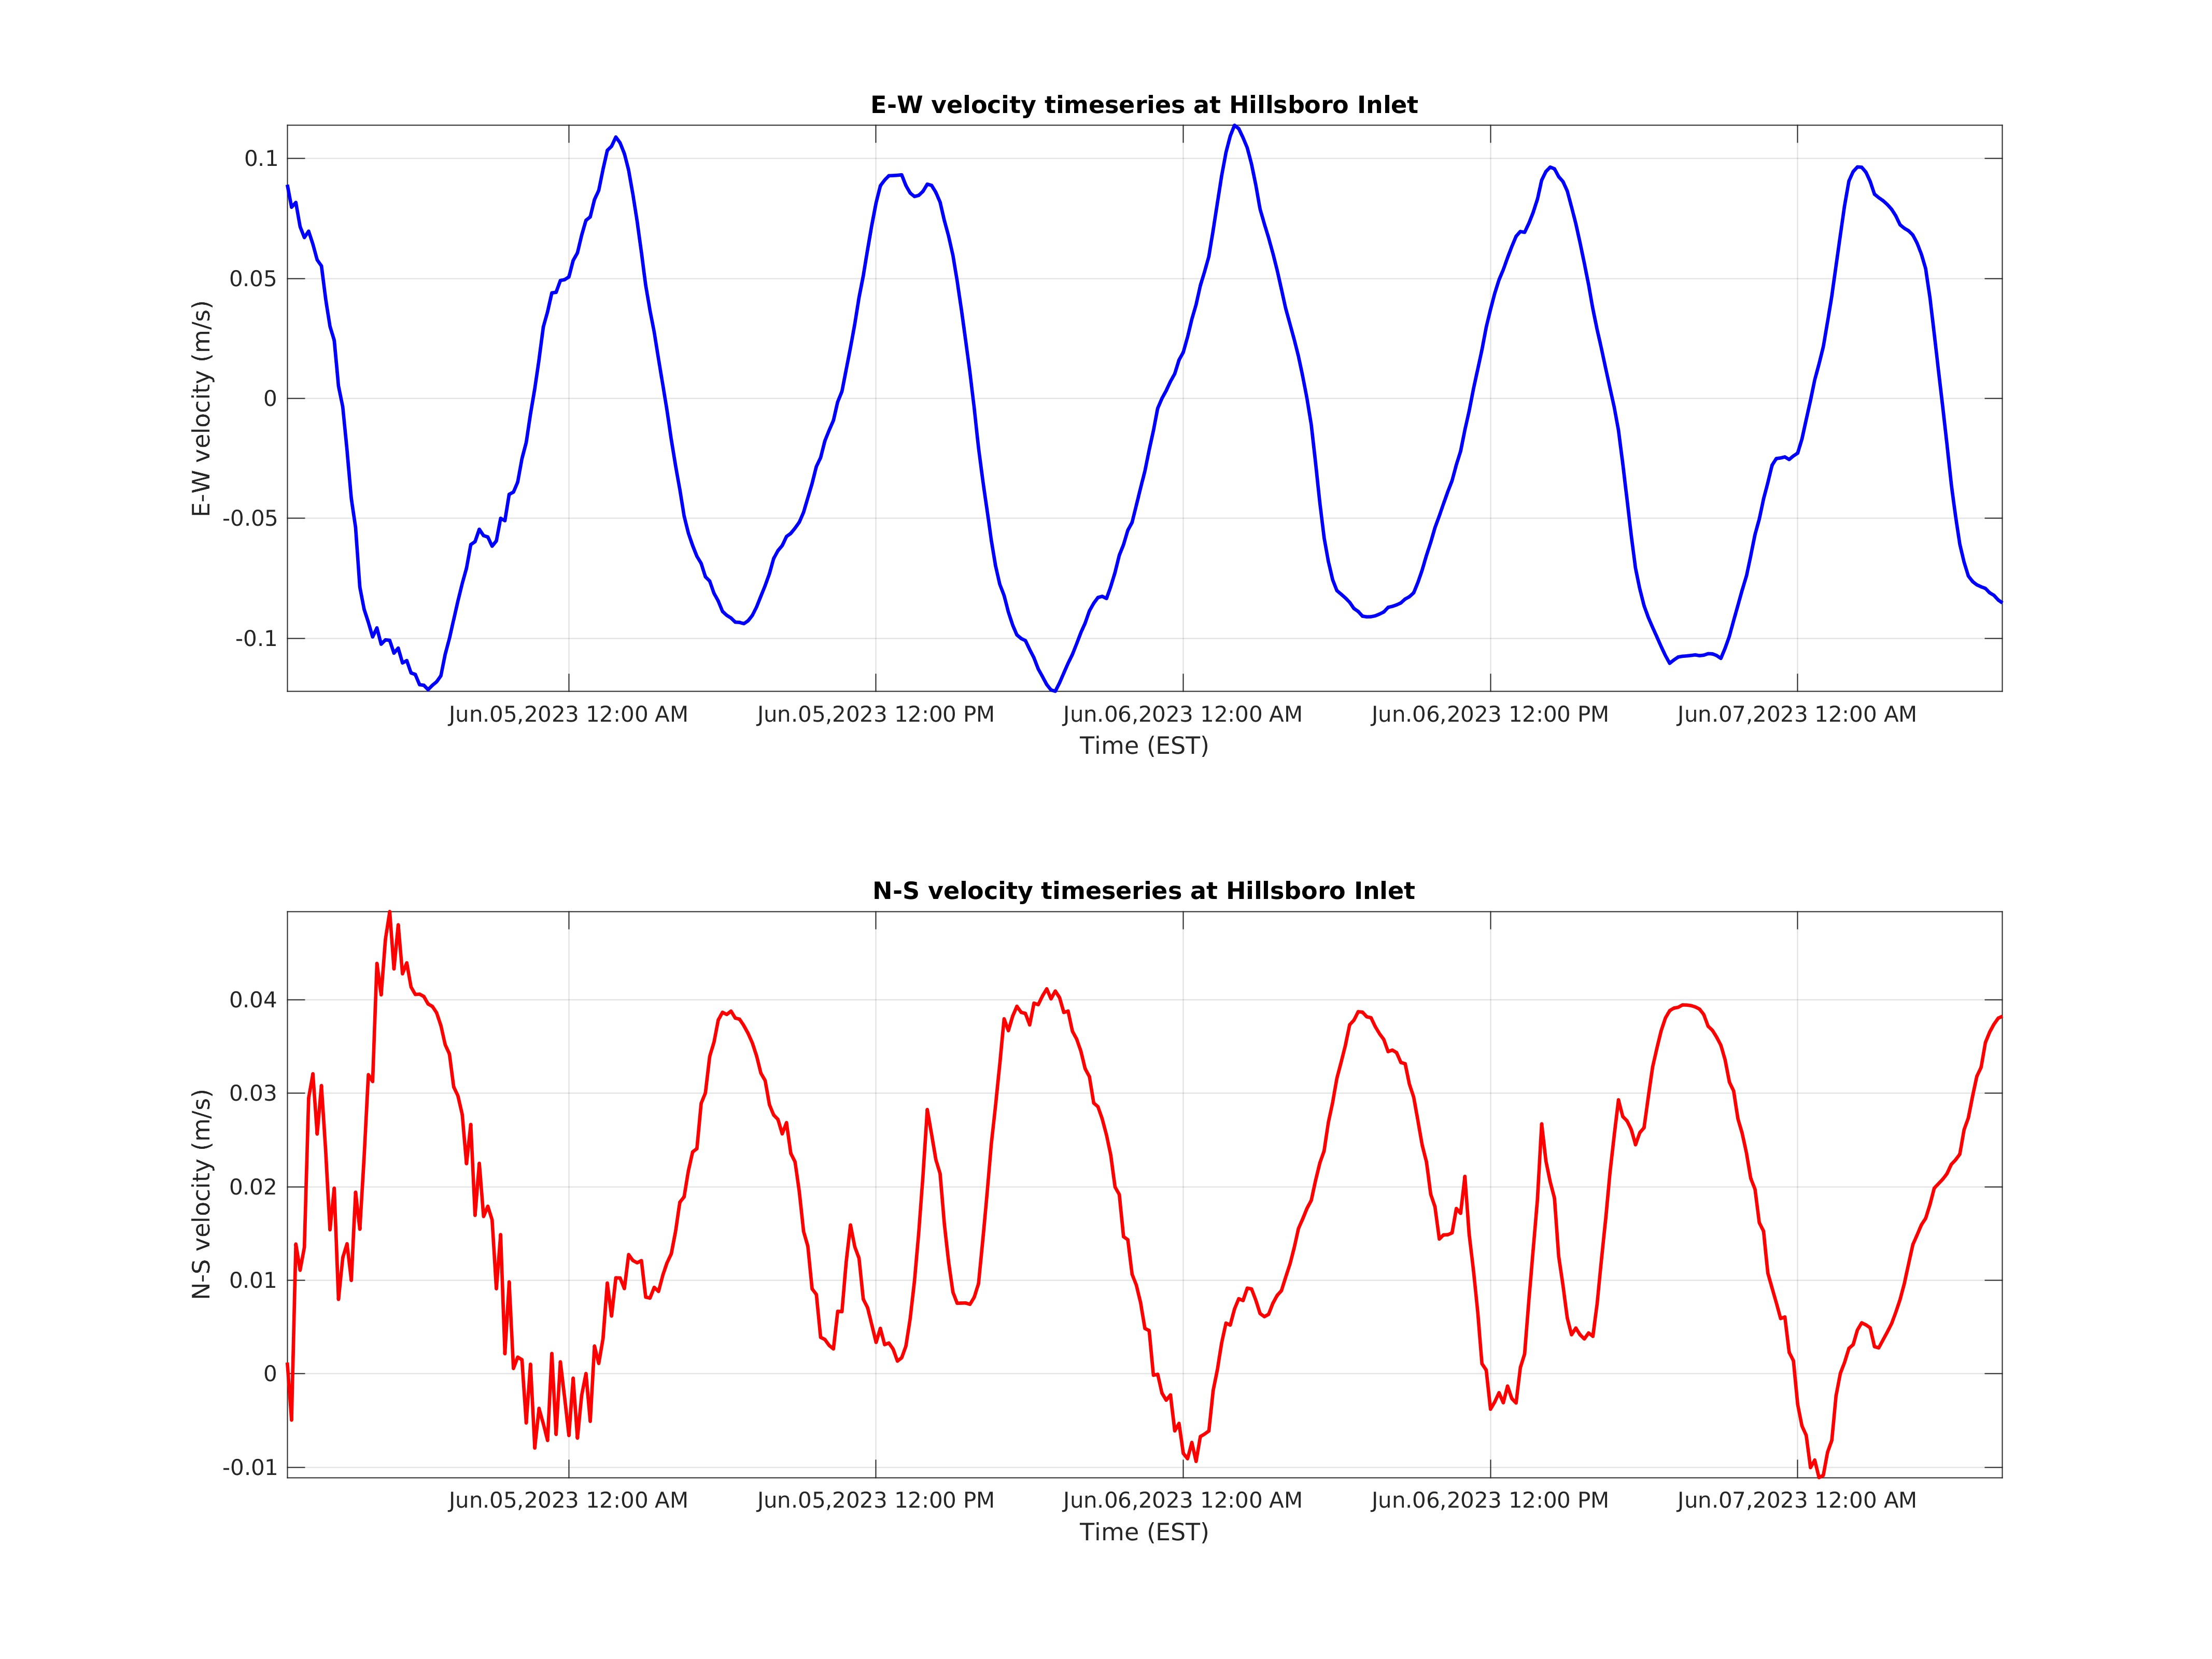 E-W velocity timeseries at Hillsboro Inlet
0.1
0.05
0
-0.05
-0.1
E-W velocity (m/s)
Jun.05,2023 12:00 AM Jun.05,2023 12:00 PM Jun.06,2023 12:00 AM Jun.06,2023 12:00 PM Jun.07,2023 12:00 AM
Time (EST)
N-S velocity timeseries at Hillsboro Inlet
0.04
0.03
0.02
0.01
0
-0.01
N-S velocity (m/s)
Jun.05,2023 12:00 AM Jun.05,2023 12:00 PM Jun.06,2023 12:00 AM Jun.06,2023 12:00 PM Jun.07,2023 12:00 AM
Time (EST)